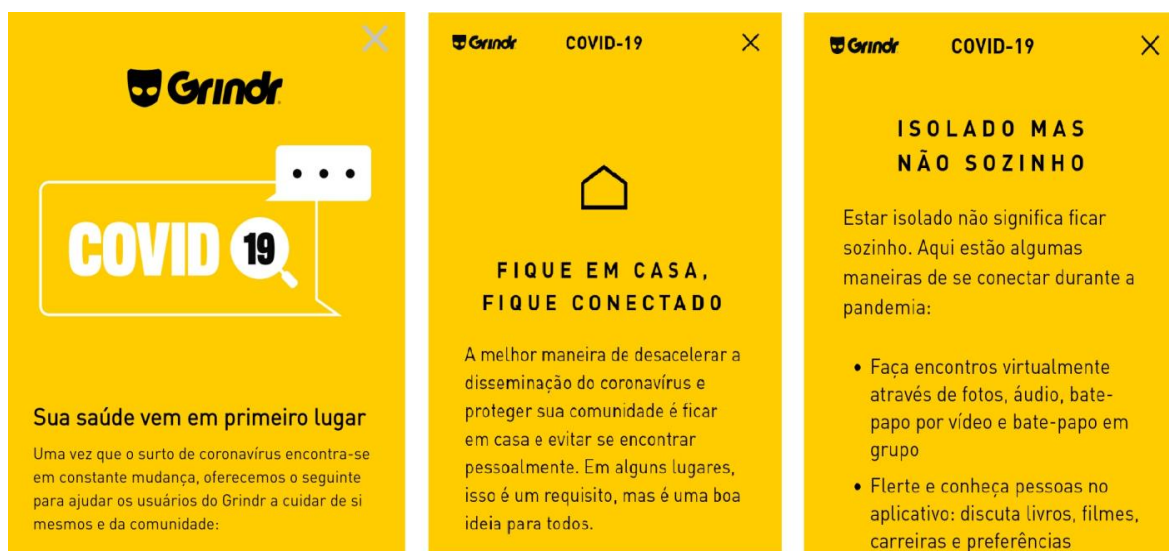 Grindr
COVID 19
Sua saúde vem em primeiro lugar
Uma vez que o surto de coronavírus encontra-se
em constante mudança, oferecemos o seguinte
para ajudar os usuários do Grindr a cuidar de si
mesmos e da comunidade:
Grindr COVID-19
FIQUE EM CASA,
FIQUE CONECTADO
A melhor maneira de desacelerar a
disseminação do coronavírus e
proteger sua comunidade é ficar
em casa e evitar se encontrar
pessoalmente. Em alguns lugares,
isso é um requisito, mas é uma boa
ideia para todos.
Grindr COVID-19
ISOLADO MAS
NÃO SOZINHO
Estar isolado não significa ficar
sozinho. Aqui estão algumas
maneiras de se conectar durante a
pandemia:
• Faça encontros virtualmente
através de fotos, áudio, bate-
papo por vídeo e bate-papo em
grupo
• Flerte e conheça pessoas no
aplicativo: discuta livros, filmes,
carreiras e preferências